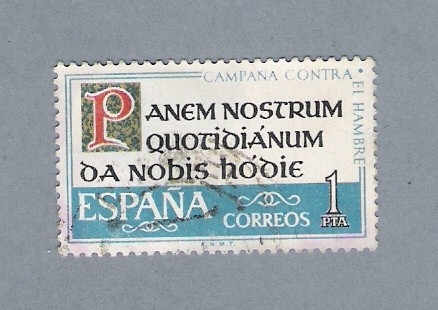 CAMPAÑA CONTRA • EL HAMBRE
PANEM NOSTRUM
QUOTIDIÁNUM
DA NOBIS HÓDIE
ESPAÑA CORREOS 1 PTA
F.N.M.T.